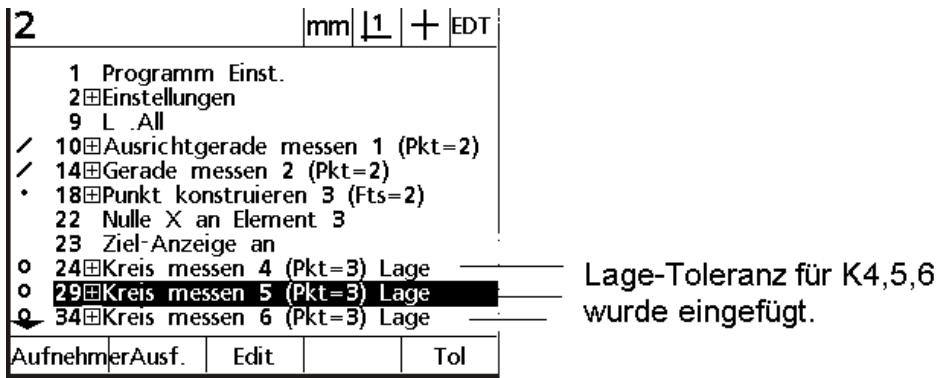 2 mm 1 EDT
1 Programm Einst.
2 Einstellungen
9 L .All
10 Ausrichtgerade messen 1 (Pkt=2)
14 Gerade messen 2 (Pkt=2)
18 Punkt konstruieren 3 (Fts=2)
22 Nulle X an Element 3
23 Ziel-Anzeige an
24 Kreis messen 4 (Pkt=3) Lage
29 Kreis messen 5 (Pkt=3) Lage
34 Kreis messen 6 (Pkt=3) Lage
Lage-Toleranz für K4,5,6
wurde eingefügt.
Aufnehmer Ausf. Edit Tol